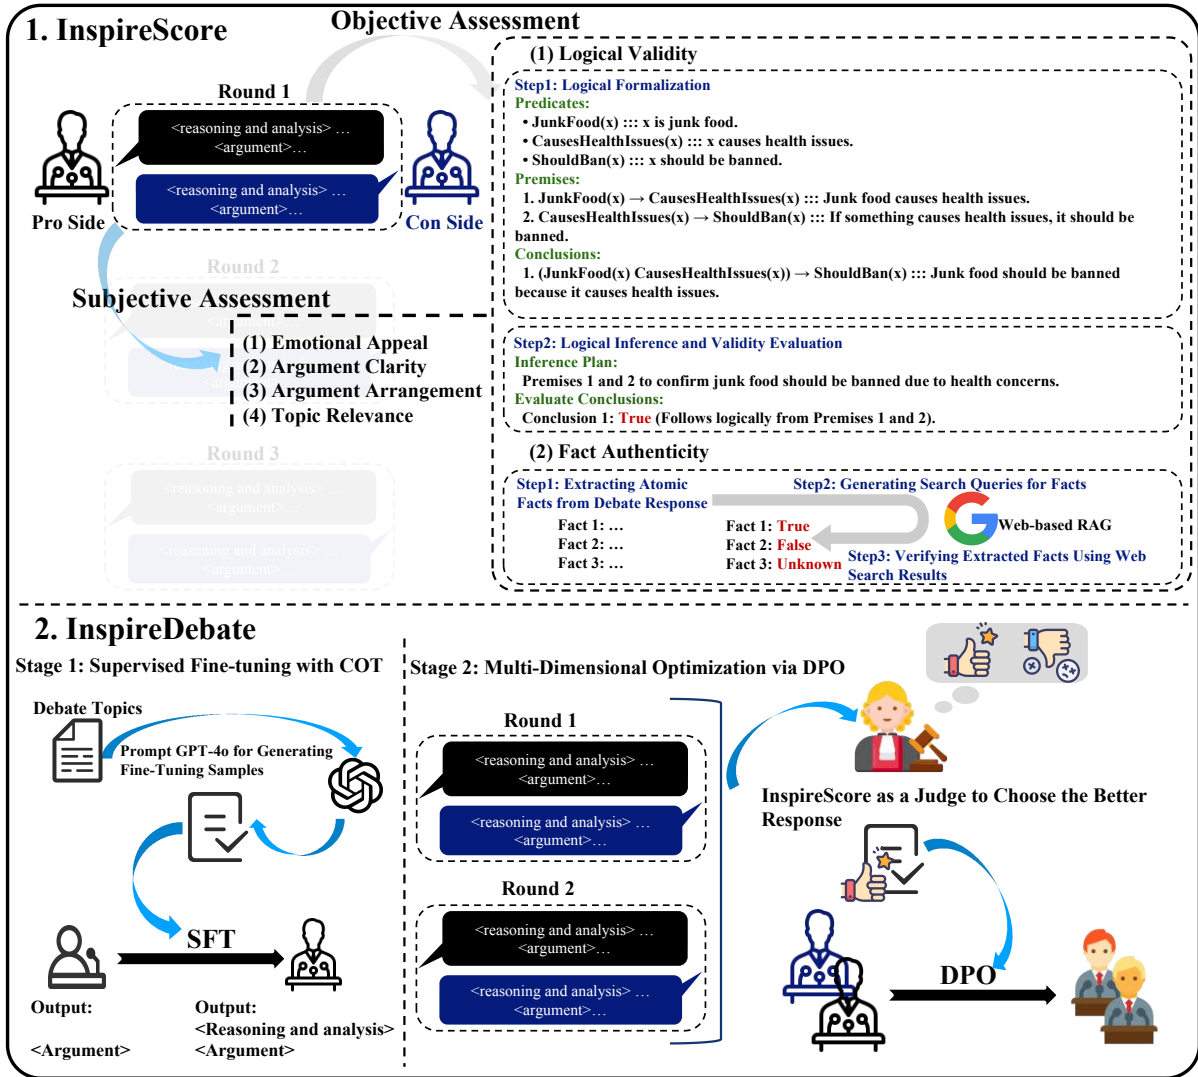 1. InspireScore
Objective Assessment
Round 1
<reasoning and analysis> ...
<argument>...
<reasoning and analysis> ...
<argument>...
Pro Side
Con Side
Round 2
<argument>...
Subjective Assessment
(1) Emotional Appeal
(2) Argument Clarity
(3) Argument Arrangement
(4) Topic Relevance
Round 3
<reasoning and analysis> ...
<argument>...
<reasoning and analysis> ...
<argument>...
(1) Logical Validity
Step1: Logical Formalization
Predicates:
• JunkFood(x) ::: x is junk food.
• CausesHealthIssues(x) ::: x causes health issues.
• ShouldBan(x) ::: x should be banned.
Premises:
1. JunkFood(x) → CausesHealthIssues(x) ::: Junk food causes health issues.
2. CausesHealthIssues(x) → ShouldBan(x) ::: If something causes health issues, it should be
banned.
Conclusions:
1. (JunkFood(x) CausesHealthIssues(x)) → ShouldBan(x) ::: Junk food should be banned
because it causes health issues.
Step2: Logical Inference and Validity Evaluation
Inference Plan:
Premises 1 and 2 to confirm junk food should be banned due to health concerns.
Evaluate Conclusions:
Conclusion 1: True (Follows logically from Premises 1 and 2).
(2) Fact Authenticity
Step1: Extracting Atomic
Facts from Debate Response
Fact 1: ...
Fact 2: ...
Fact 3: ...
Step2: Generating Search Queries for Facts
Web-based RAG
Fact 1: True
Fact 2: False
Fact 3: Unknown
Step3: Verifying Extracted Facts Using Web
Search Results
2. InspireDebate
Stage 1: Supervised Fine-tuning with COT
Debate Topics
Prompt GPT-4o for Generating
Fine-Tuning Samples
SFT
Output:
<Argument>
Output:
<Reasoning and analysis>
<Argument>
Stage 2: Multi-Dimensional Optimization via DPO
Round 1
<reasoning and analysis> ...
<argument>...
<reasoning and analysis> ...
<argument>...
Round 2
<reasoning and analysis> ...
<argument>...
<reasoning and analysis> ...
<argument>...
InspireScore as a Judge to Choose the Better
Response
DPO